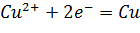 Cu²⁺ + 2e⁻ = Cu